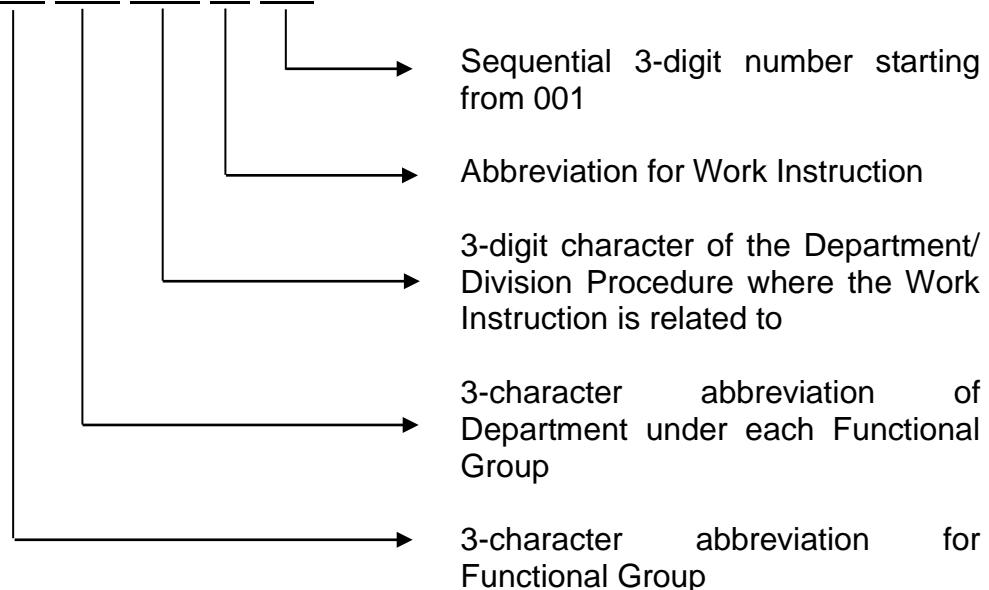 Sequential 3-digit number starting
from 001
Abbreviation for Work Instruction
3-digit character of the Department/
Division Procedure where the Work
Instruction is related to
3-character abbreviation of
Department under each Functional
Group
3-character abbreviation for
Functional Group